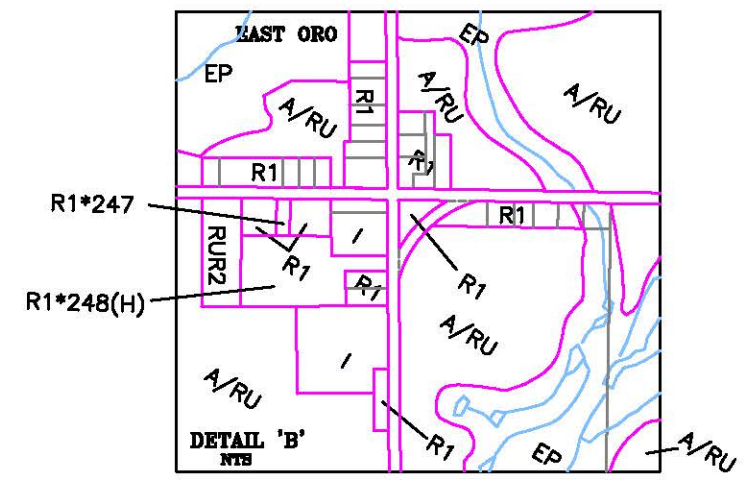 EAST ORO
EP
EP
A/RU
A/RU
A/RU
R1
R1
R1
R1*247
R1
RUR2
I
R1
R1
R1
R1*248(H)
A/RU
I
A/RU
R1
DETAIL 'B'
NTS
EP
A/RU